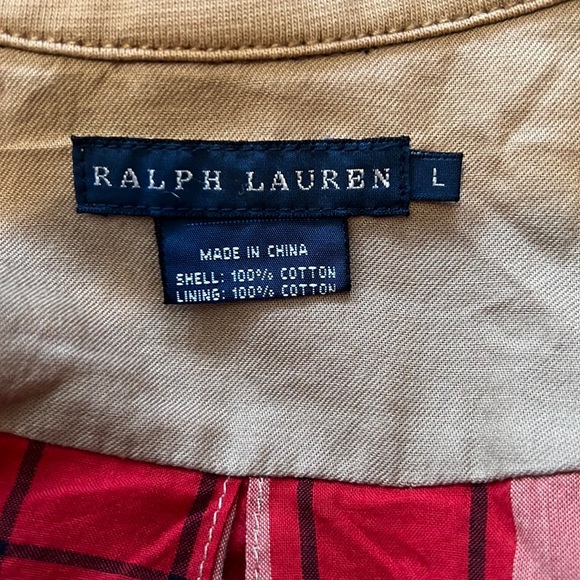 RALPH LAUREN L
MADE IN CHINA
SHELL: 100% COTTON
LINING: 100% COTTON